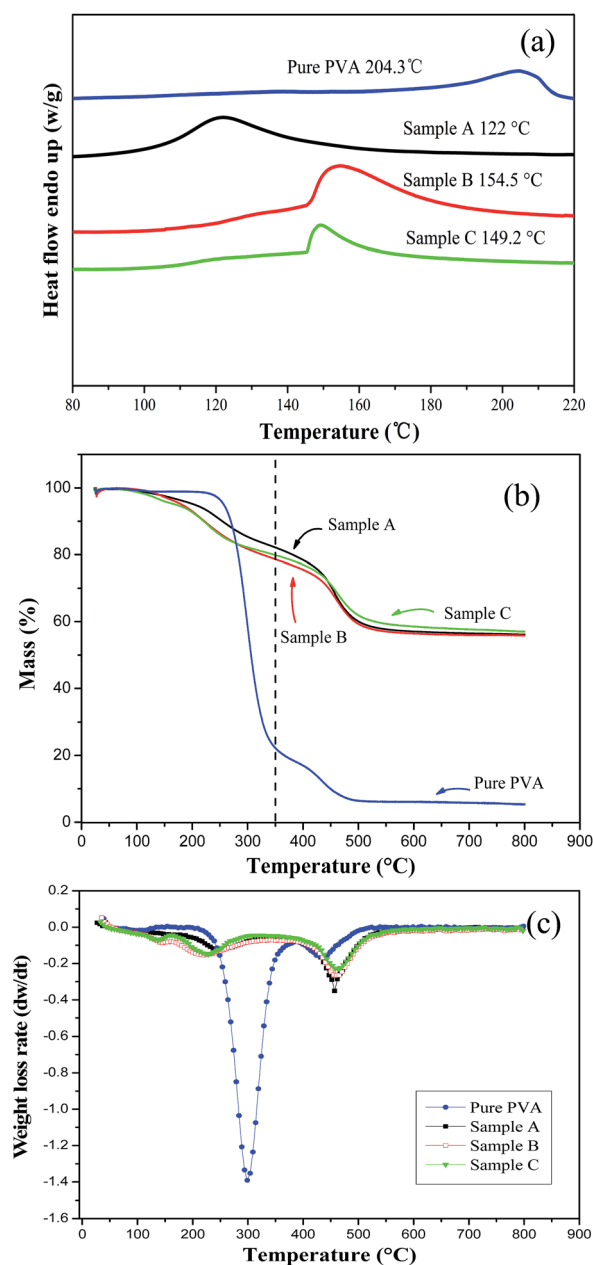 (a)
Pure PVA 204.3℃
Sample A 122 °C
Sample B 154.5 °C
Sample C 149.2 °C
Heat flow endo up (w/g)
80 100 120 140 160 180 200 220
Temperature (℃)
(b)
100
80
60
40
20
0
Sample A
Sample C
Sample B
Pure PVA
Mass (%)
0 100 200 300 400 500 600 700 800 900
Temperature (°C)
(c)
0.2
0.0
-0.2
-0.4
-0.6
-0.8
-1.0
-1.2
-1.4
-1.6
Weight loss rate (dw/dt)
Pure PVA
Sample A
Sample B
Sample C
0 100 200 300 400 500 600 700 800 900
Temperature (°C)